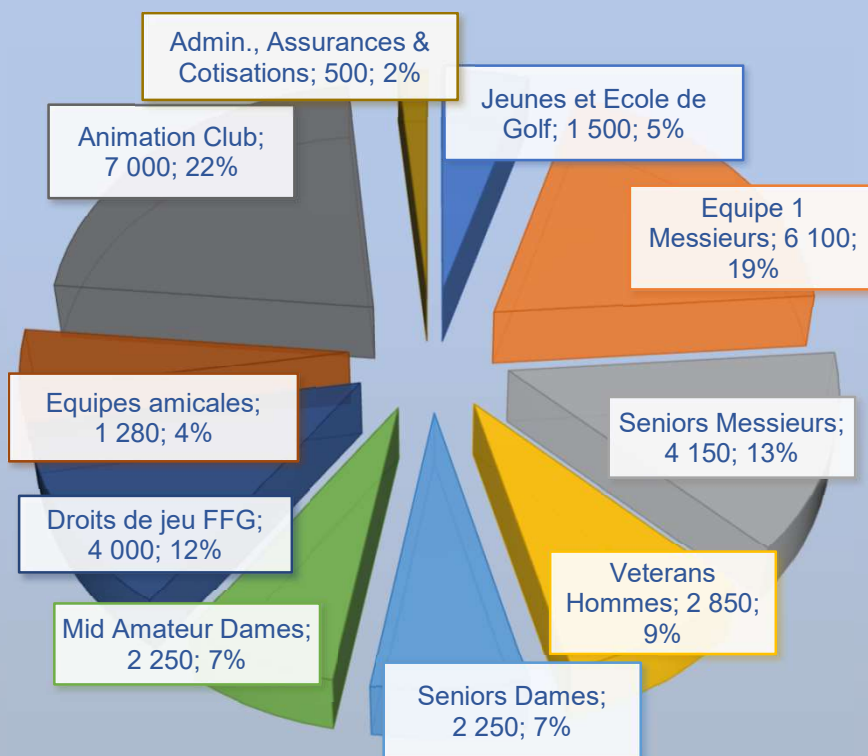 Admin., Assurances &
Cotisations; 500; 2%
Jeunes et Ecole de
Golf; 1 500; 5%
Animation Club;
7 000; 22%
Equipe 1
Messieurs; 6 100;
19%
Equipes amicales;
1 280; 4%
Seniors Messieurs;
4 150; 13%
Droits de jeu FFG;
4 000; 12%
Veterans
Hommes; 2 850;
9%
Mid Amateur Dames;
2 250; 7%
Seniors Dames;
2 250; 7%